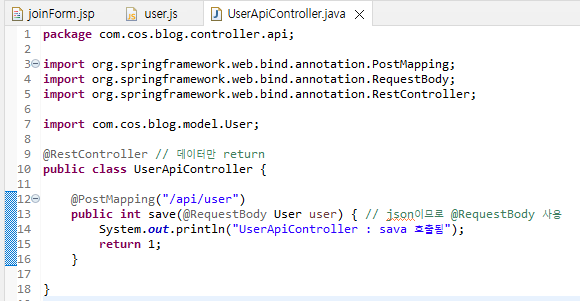 joinForm.jsp
user.js
UserApiController.java
1 package com.cos.blog.controller.api;
2
3 import org.springframework.web.bind.annotation.PostMapping;
4 import org.springframework.web.bind.annotation.RequestBody;
5 import org.springframework.web.bind.annotation.RestController;
6
7 import com.cos.blog.model.User;
8
9 @RestController // 데이터만 return
10 public class UserApiController {
11
12 @PostMapping("/api/user")
13 public int save(@RequestBody User user) { // json이므로 @RequestBody 사용
14 System.out.println("UserApiController : sava 호출됨");
15 return 1;
16 }
17
18 }